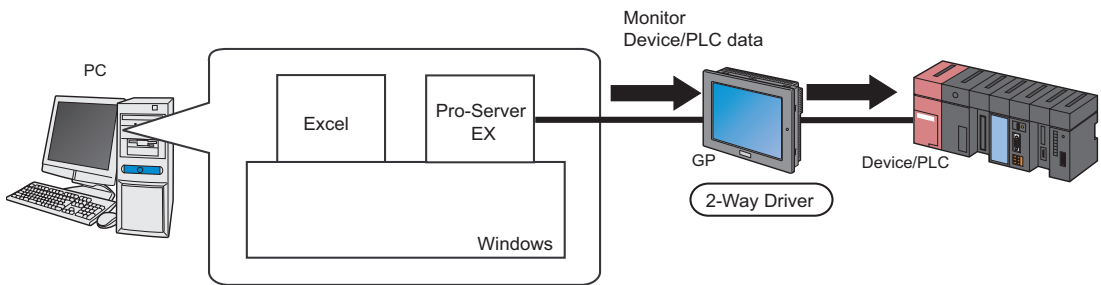 Monitor
Device/PLC data
PC
Excel
Pro-Server
EX
Windows
GP
2-Way Driver
Device/PLC